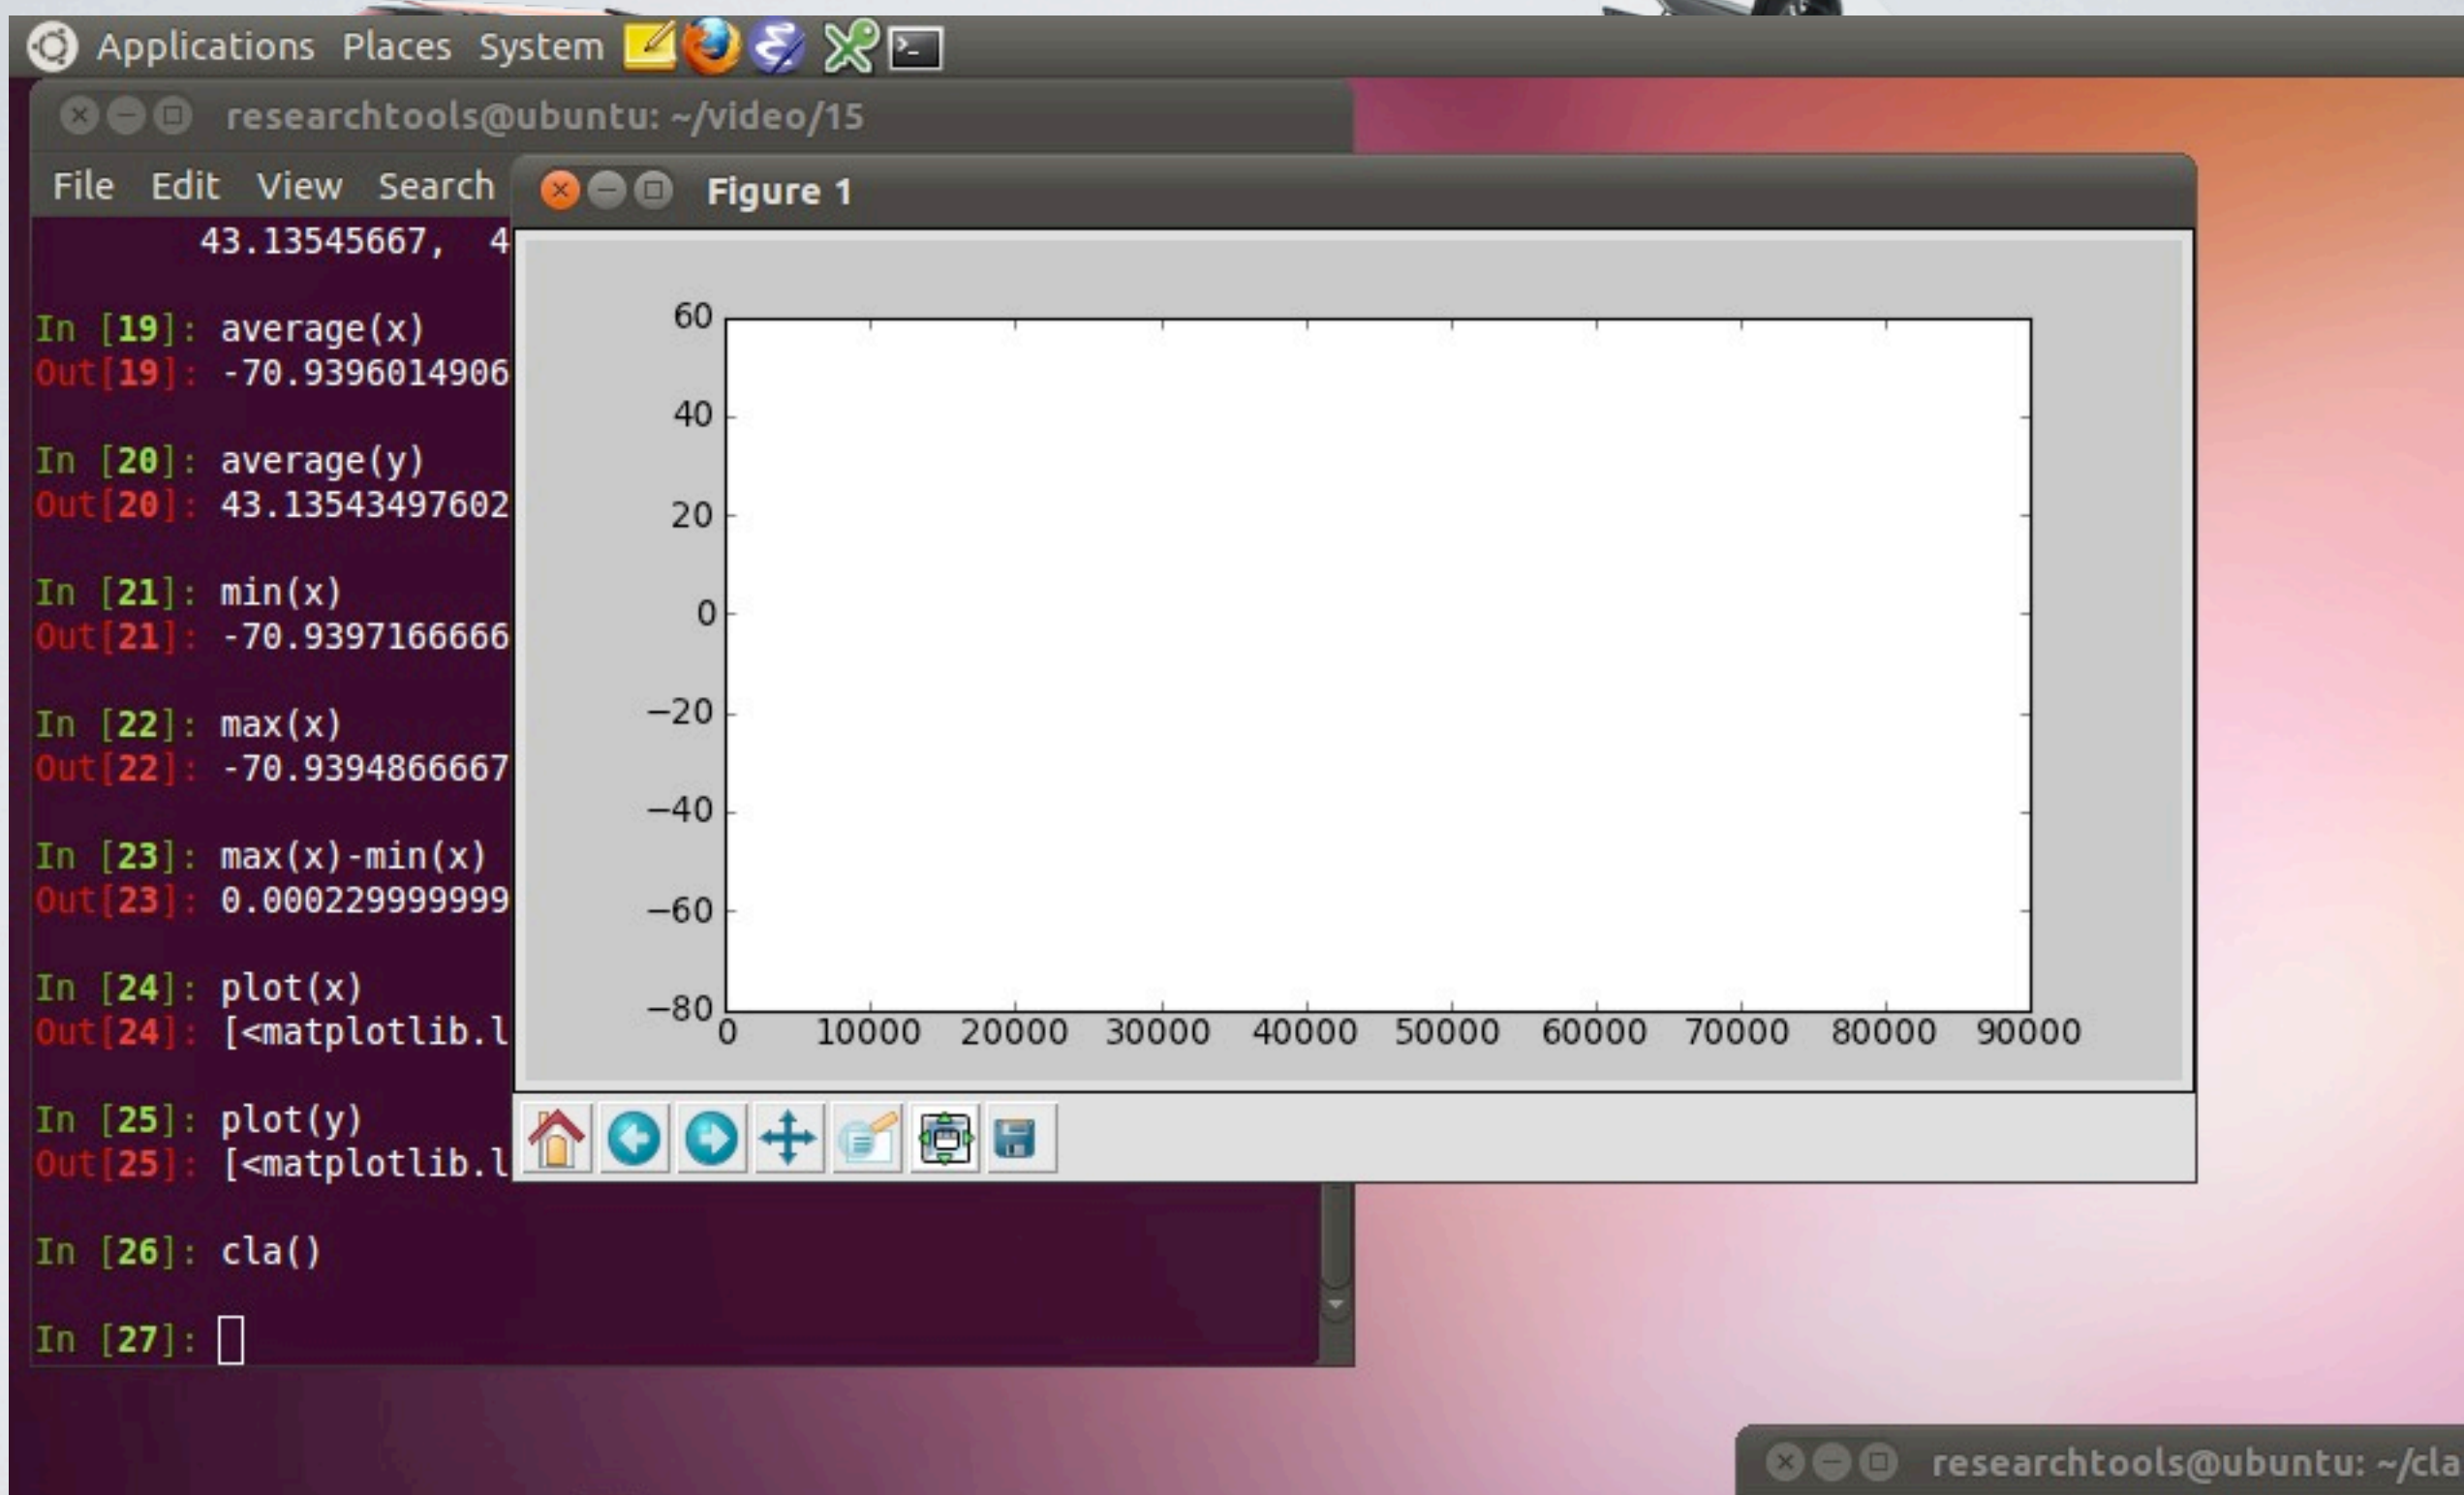 Applications Places System
researchtools@ubuntu: ~/video/15
File Edit View Search
43.13545667, 4
In [19]: average(x)
Out[19]: -70.9396014906
In [20]: average(y)
Out[20]: 43.13543497602
In [21]: min(x)
Out[21]: -70.9397166666
In [22]: max(x)
Out[22]: -70.9394866667
In [23]: max(x)-min(x)
Out[23]: 0.000229999999
In [24]: plot(x)
Out[24]: [<matplotlib.l
In [25]: plot(y)
Out[25]: [<matplotlib.l
In [26]: cla()
In [27]:
Figure 1
60
40
20
0
−20
−40
−60
−80
0 10000 20000 30000 40000 50000 60000 70000 80000 90000
researchtools@ubuntu: ~/cla